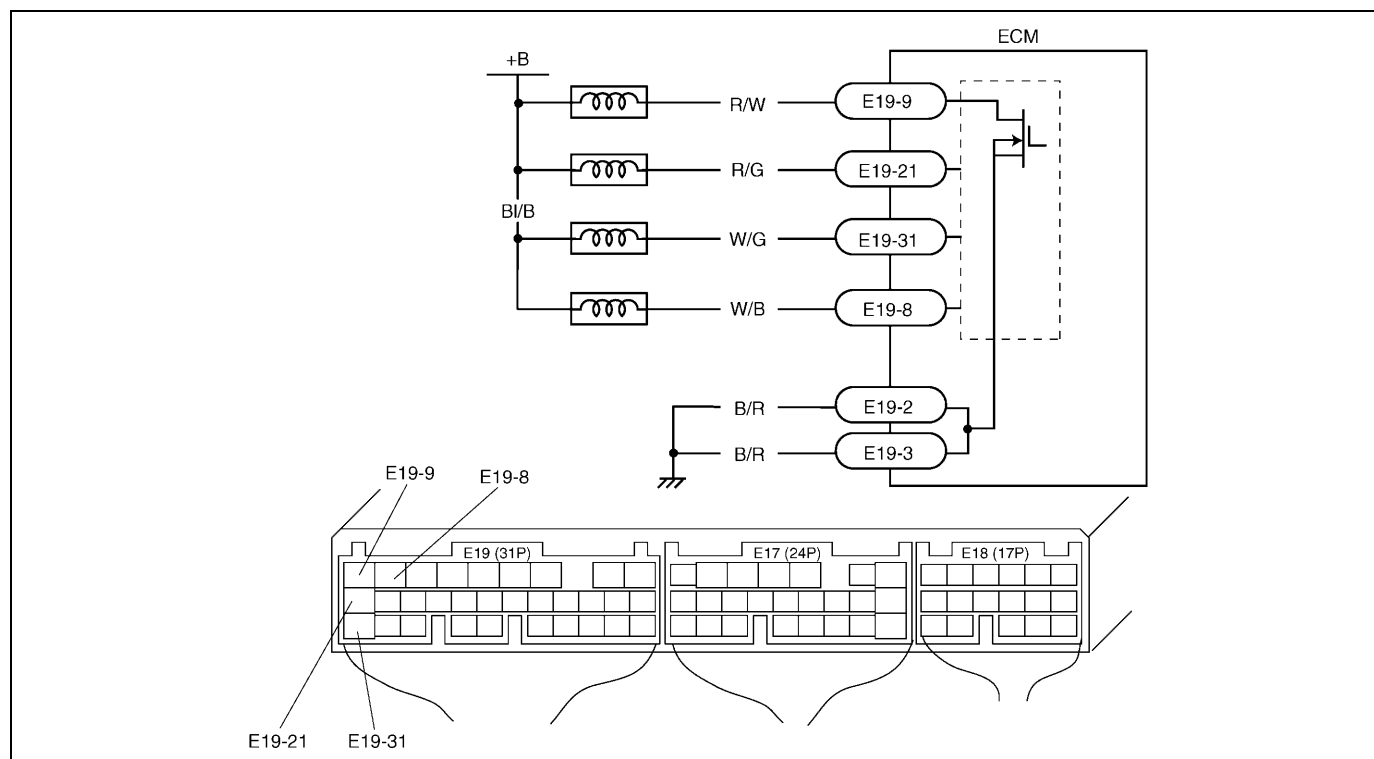 ECM
+B
R/W
E19-9
R/G
E19-21
Bl/B
W/G
E19-31
W/B
E19-8
B/R
E19-2
B/R
E19-3
E19-9
E19-8
E19 (31P)
E17 (24P)
E18 (17P)
E19-21
E19-31